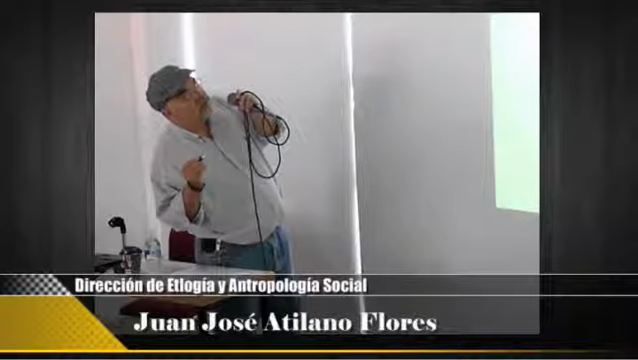 Dirección de Etlogía y Antropología Social
Juan José Atilano Flores